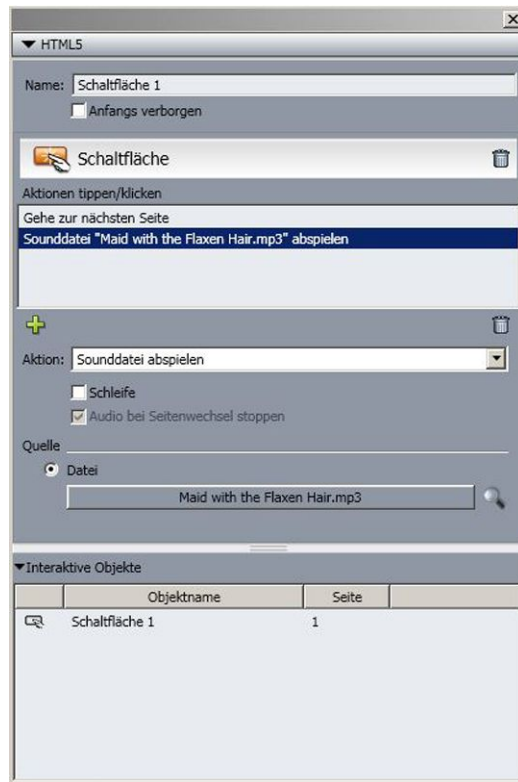 HTML5
Name: Schaltfläche 1
Anfangs verborgen
Schaltfläche
Aktionen tippen/klicken
Gehe zur nächsten Seite
Sounddatei "Maid with the Flaxen Hair.mp3" abspielen
Aktion: Sounddatei abspielen
Schleife
Audio bei Seitenwechsel stoppen
Quelle
Datei
Maid with the Flaxen Hair.mp3
Interaktive Objekte
Objektname Seite
Schaltfläche 1 1